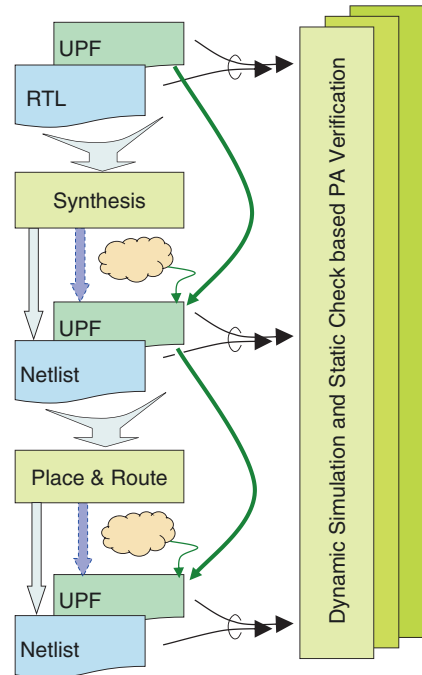 UPF
RTL
Synthesis
UPF
Netlist
Place & Route
UPF
Netlist
Dynamic Simulation and Static Check based PA Verification